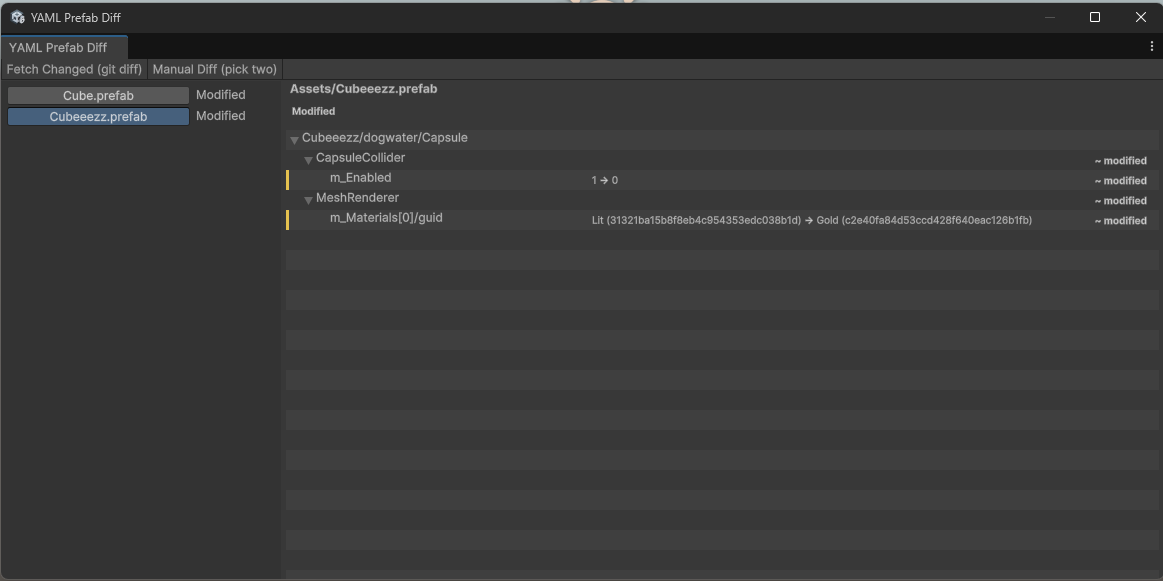 YAML Prefab Diff
YAML Prefab Diff
Fetch Changed (git diff) Manual Diff (pick two)
Cube.prefab Modified
Cubeeezz.prefab Modified
Assets/Cubeeezz.prefab
Modified
Cubeeezz/dogwater/Capsule
CapsuleCollider ~ modified
m_Enabled 1 → 0 ~ modified
MeshRenderer ~ modified
m_Materials[0]/guid Lit (31321ba15b8f8eb4c954353edc038b1d) → Gold (c2e40fa84d53ccd428f640eac126b1fb) ~ modified